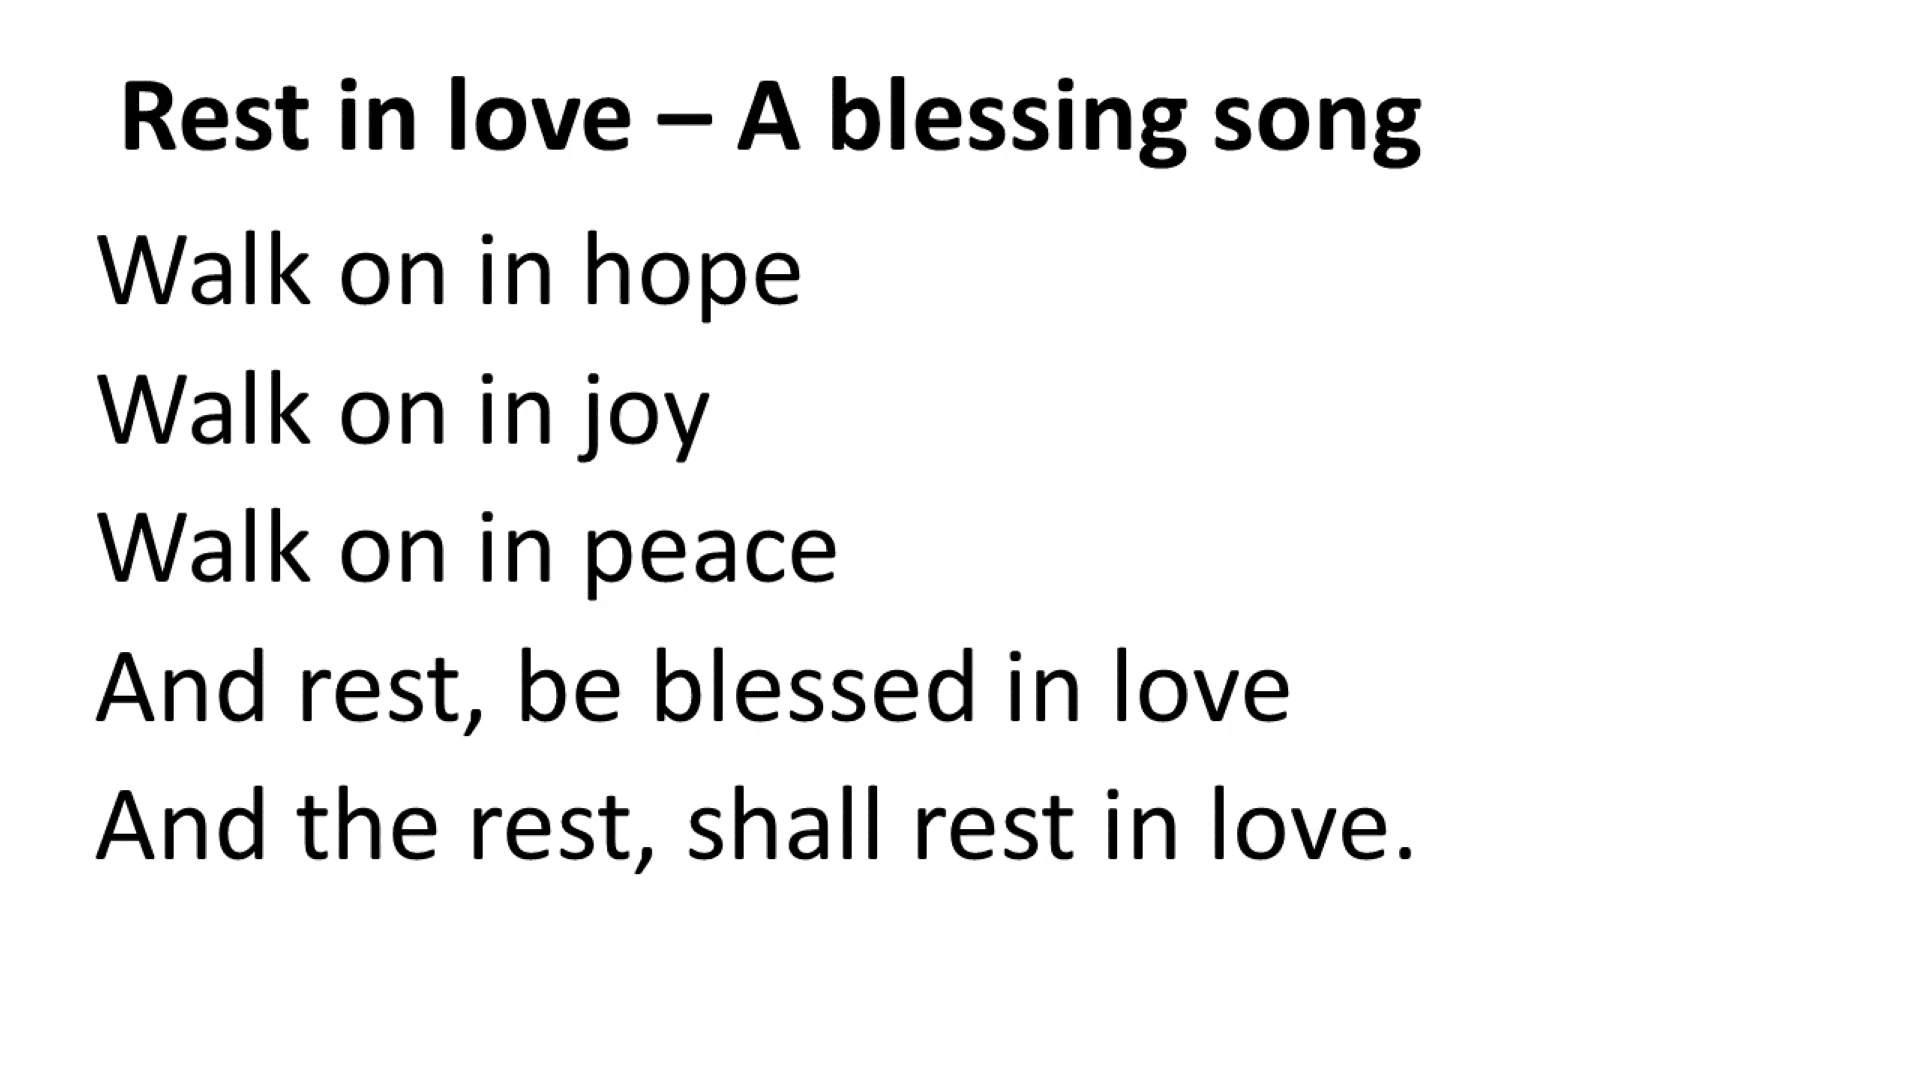 Rest in love – A blessing song
Walk on in hope
Walk on in joy
Walk on in peace
And rest, be blessed in love
And the rest, shall rest in love.